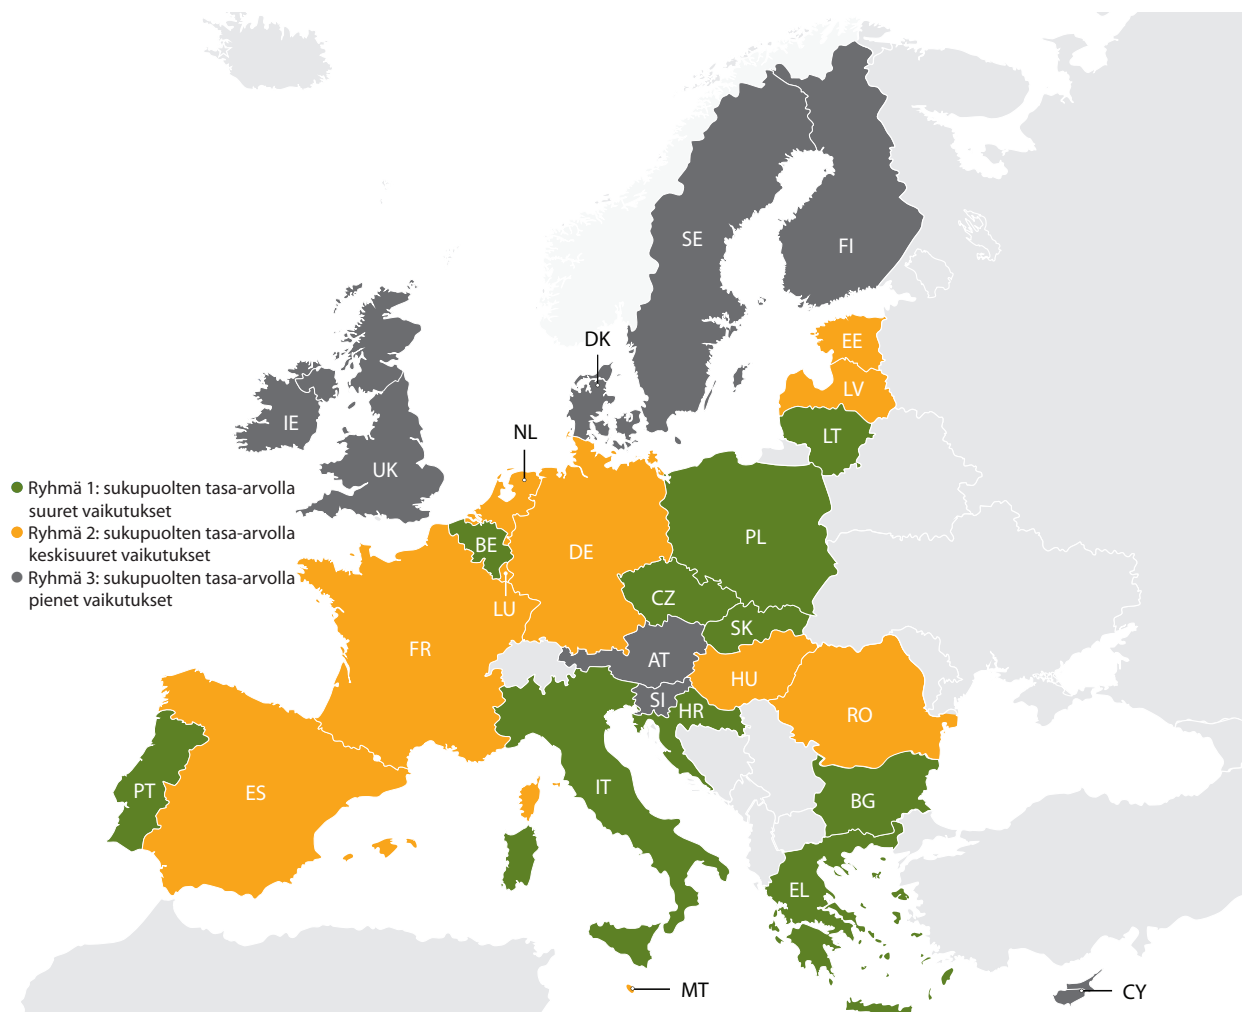 SE
FI
DK
EE
LV
IE
LT
NL
UK
Ryhmä 1: sukupuolten tasa-arvolla
suuret vaikutukset
Ryhmä 2: sukupuolten tasa-arvolla
keskisuuret vaikutukset
Ryhmä 3: sukupuolten tasa-arvolla
pienet vaikutukset
BE
DE
PL
CZ
LU
SK
FR
AT
HU
SI
HR
RO
PT
ES
IT
BG
EL
MT
CY